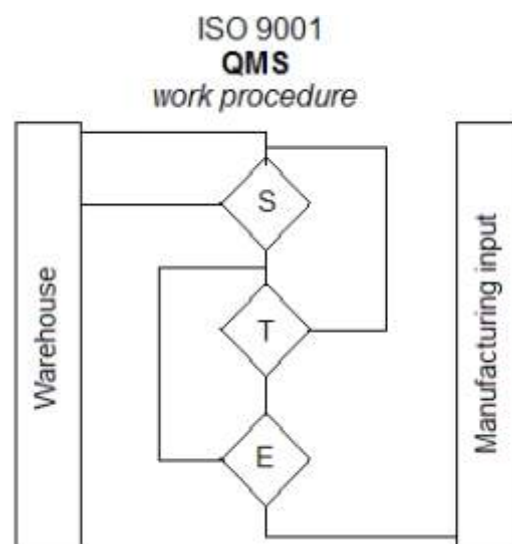 ISO 9001
QMS
work procedure
Warehouse
S
T
E
Manufacturing input